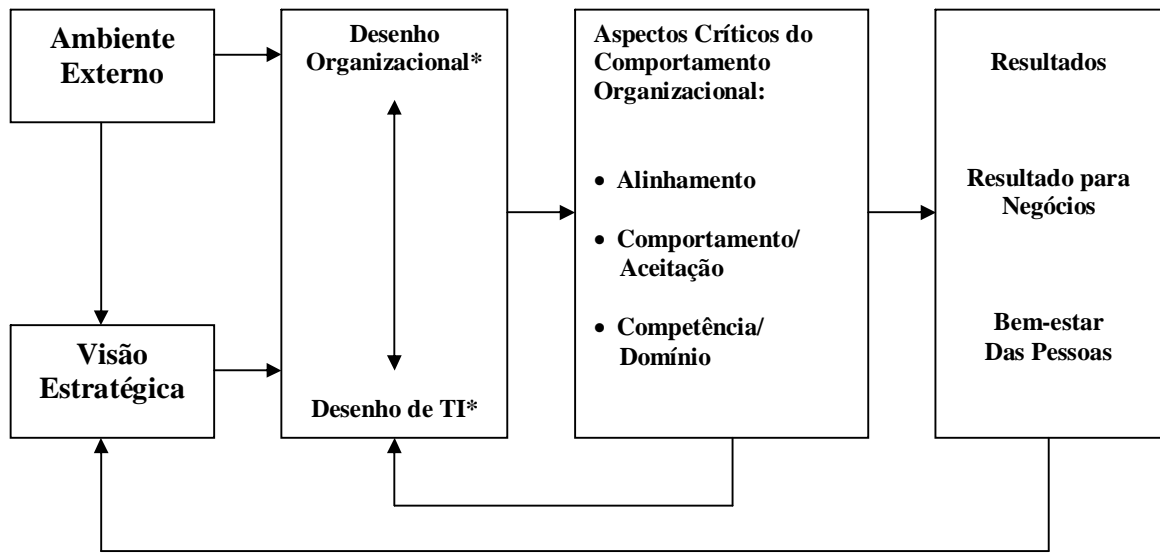 Ambiente
Externo
Visão
Estratégica
Desenho
Organizacional*
Desenho de TI*
Aspectos Críticos do
Comportamento
Organizacional:
• Alinhamento
• Comportamento/
Aceitação
• Competência/
Domínio
Resultados
Resultado para
Negócios
Bem-estar
Das Pessoas